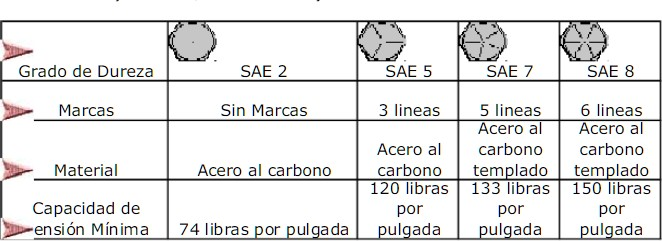 Grado de Dureza SAE 2 SAE 5 SAE 7 SAE 8
Marcas Sin Marcas 3 lineas 5 lineas 6 lineas
Material Acero al carbono Acero al carbono Acero al carbono templado Acero al carbono templado
Capacidad de ensión Mínima 74 libras por pulgada 120 libras por pulgada 133 libras por pulgada 150 libras por pulgada